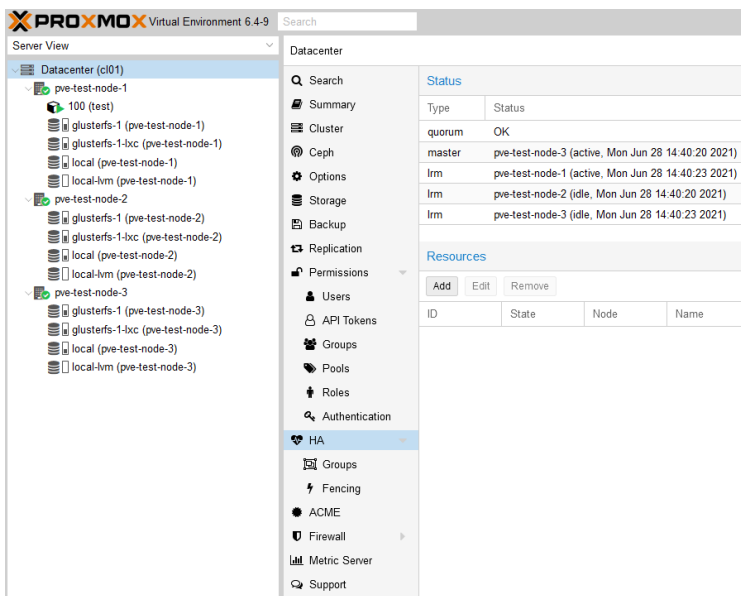 PROXMOX Virtual Environment 6.4-9 Search
Server View
Datacenter (cl01)
pve-test-node-1
100 (test)
glusterfs-1 (pve-test-node-1)
glusterfs-1-lxc (pve-test-node-1)
local (pve-test-node-1)
local-lvm (pve-test-node-1)
pve-test-node-2
glusterfs-1 (pve-test-node-2)
glusterfs-1-lxc (pve-test-node-2)
local (pve-test-node-2)
local-lvm (pve-test-node-2)
pve-test-node-3
glusterfs-1 (pve-test-node-3)
glusterfs-1-lxc (pve-test-node-3)
local (pve-test-node-3)
local-lvm (pve-test-node-3)
Datacenter
Search
Summary
Cluster
Ceph
Options
Storage
Backup
Replication
Permissions
Users
API Tokens
Groups
Pools
Roles
Authentication
HA
Groups
Fencing
ACME
Firewall
Metric Server
Support
Status
Type Status
quorum OK
master pve-test-node-3 (active, Mon Jun 28 14:40:20 2021)
lrm pve-test-node-1 (active, Mon Jun 28 14:40:23 2021)
lrm pve-test-node-2 (idle, Mon Jun 28 14:40:20 2021)
lrm pve-test-node-3 (idle, Mon Jun 28 14:40:23 2021)
Resources
Add Edit Remove
ID State Node Name